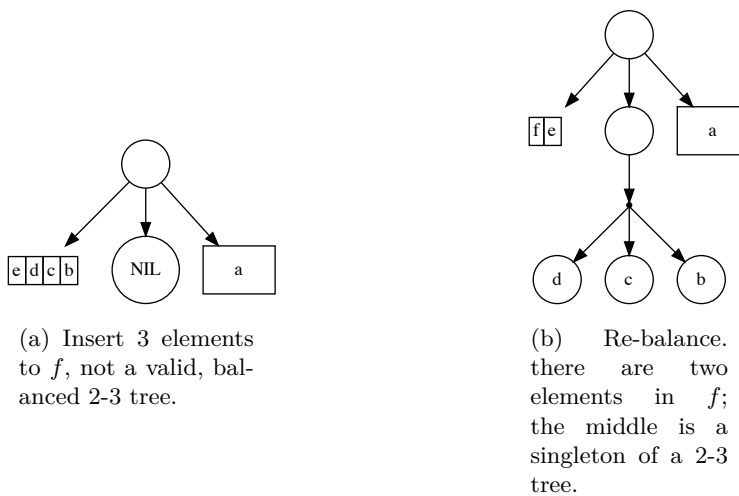 f e
a
e d c b
NIL
a
d
c
b
(a) Insert 3 elements
to f, not a valid, bal-
anced 2-3 tree.
(b) Re-balance.
there are two
elements in f;
the middle is a
singleton of a 2-3
tree.